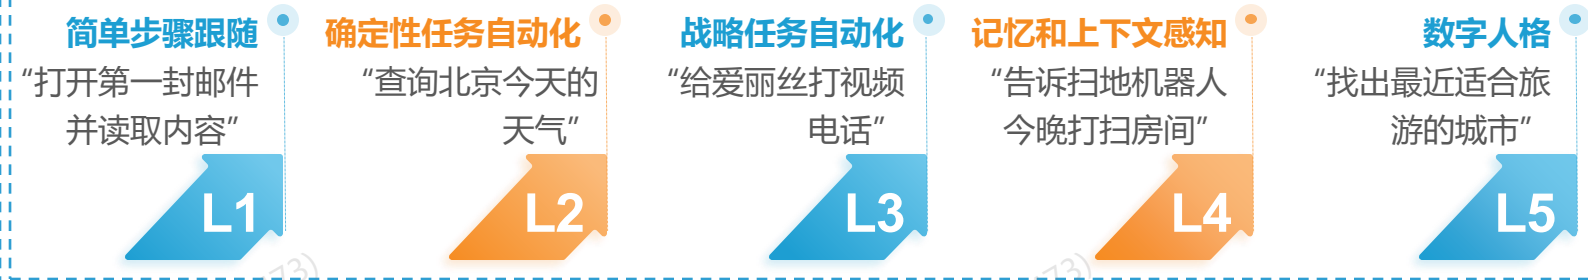 简单步骤跟随
“打开第一封邮件
并读取内容”
L1
确定性任务自动化
“查询北京今天的
天气”
L2
战略任务自动化
“给爱丽丝打视频
电话”
L3
记忆和上下文感知
“告诉扫地机器人
今晚打扫房间”
L4
数字人格
“找出最近适合旅
游的城市”
L5
73)
73)